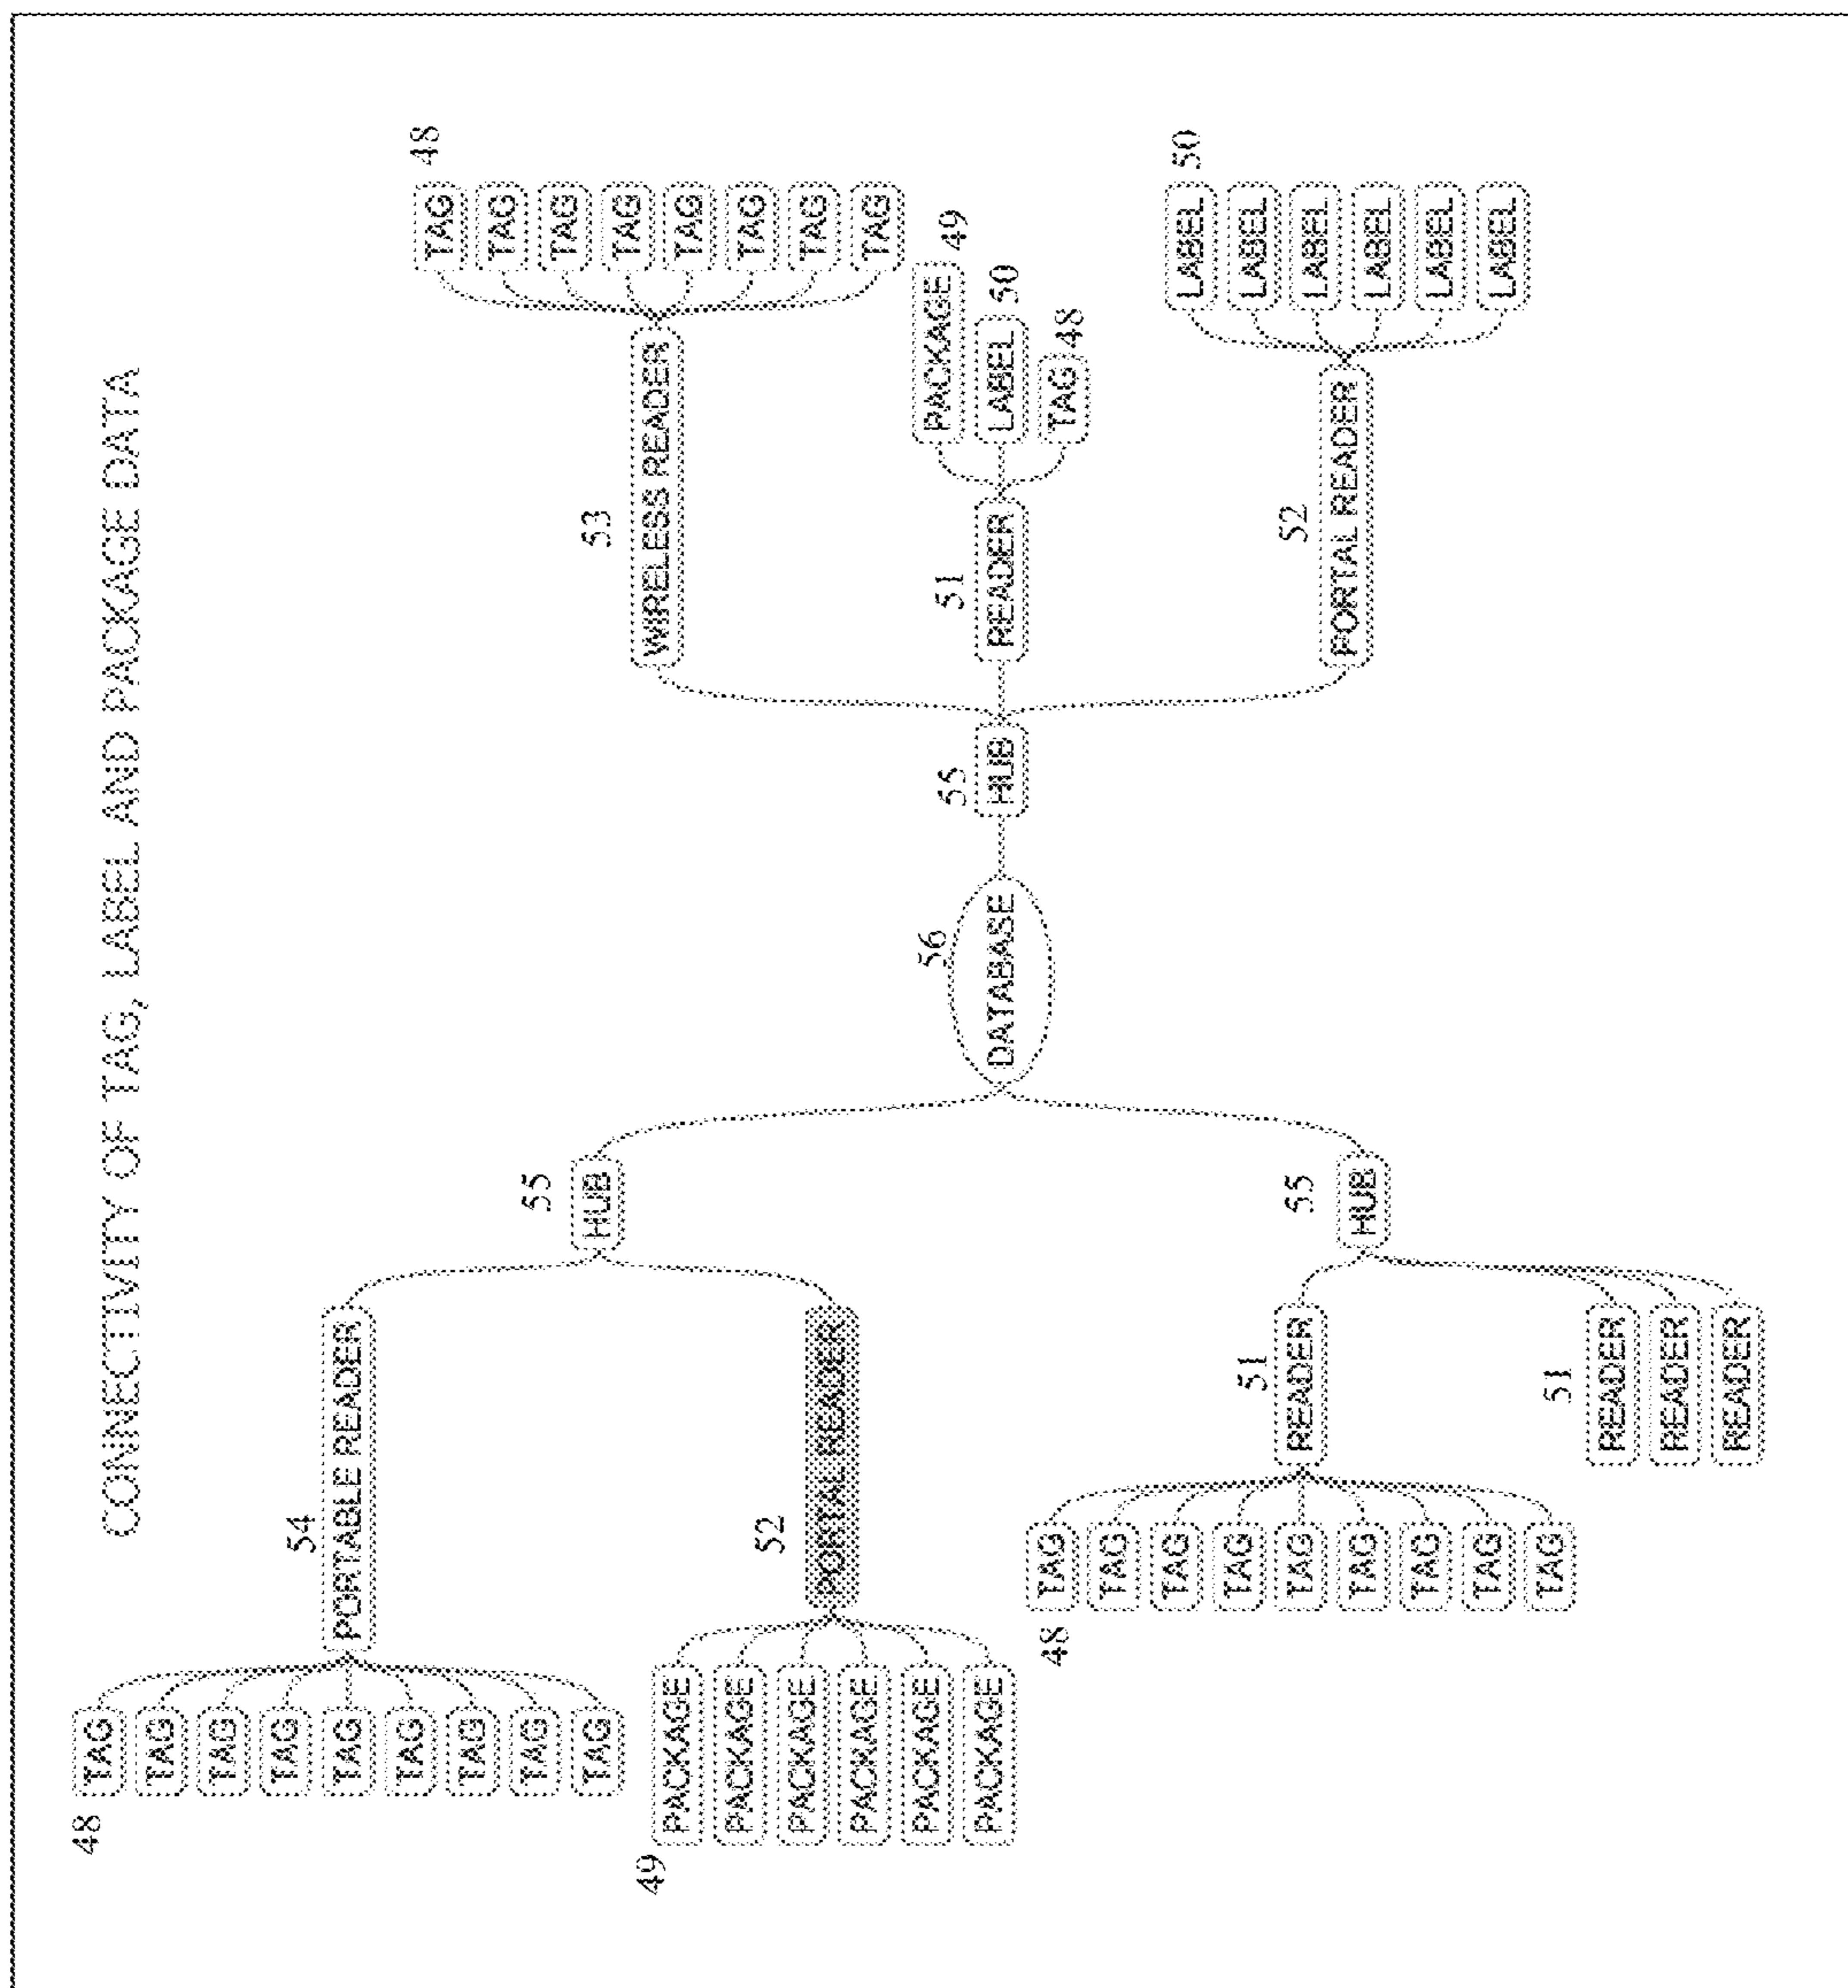 CONNECTIVITY OF TAG, LABEL AND PACKAGE DATA
48
TAG
TAG
TAG
TAG
TAG
TAG
TAG
TAG
TAG
54
PORTABLE READER
49
PACKAGE
PACKAGE
PACKAGE
PACKAGE
PACKAGE
PACKAGE
52
PORTAL READER
55
HUB
48
TAG
TAG
TAG
TAG
TAG
TAG
TAG
TAG
TAG
51
READER
51
READER
READER
READER
55
HUB
56
DATABASE
55
HUB
53
WIRELESS READER
48
TAG
TAG
TAG
TAG
TAG
TAG
TAG
TAG
51
READER
PACKAGE 49
LABEL 50
TAG 48
52
PORTAL READER
50
LABEL
LABEL
LABEL
LABEL
LABEL
LABEL